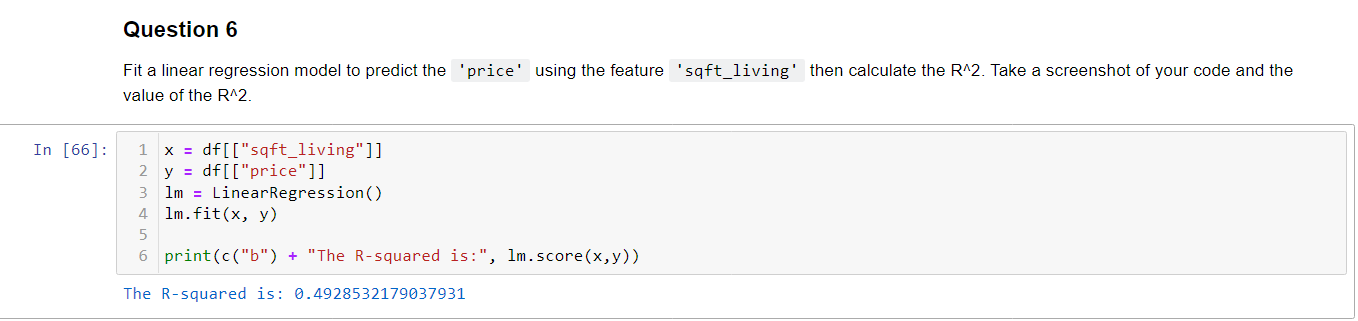 Question 6
Fit a linear regression model to predict the 'price' using the feature 'sqft_living' then calculate the R^2. Take a screenshot of your code and the
value of the R^2.
In [66]:
1 x = df[["sqft_living"]]
2 y = df[["price"]]
3 lm = LinearRegression()
4 lm.fit(x, y)
5
6 print(c("b") + "The R-squared is:", lm.score(x,y))
The R-squared is: 0.4928532179037931